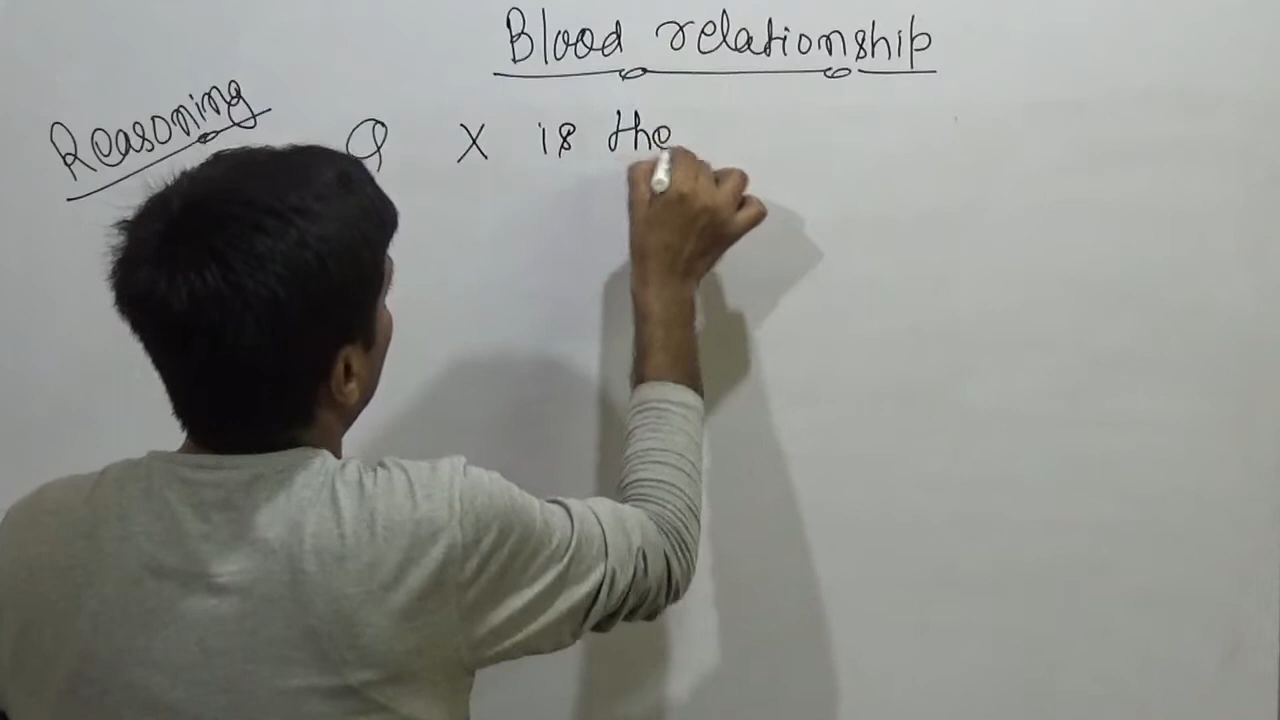 Blood relationship
Reasoning
Q X is the